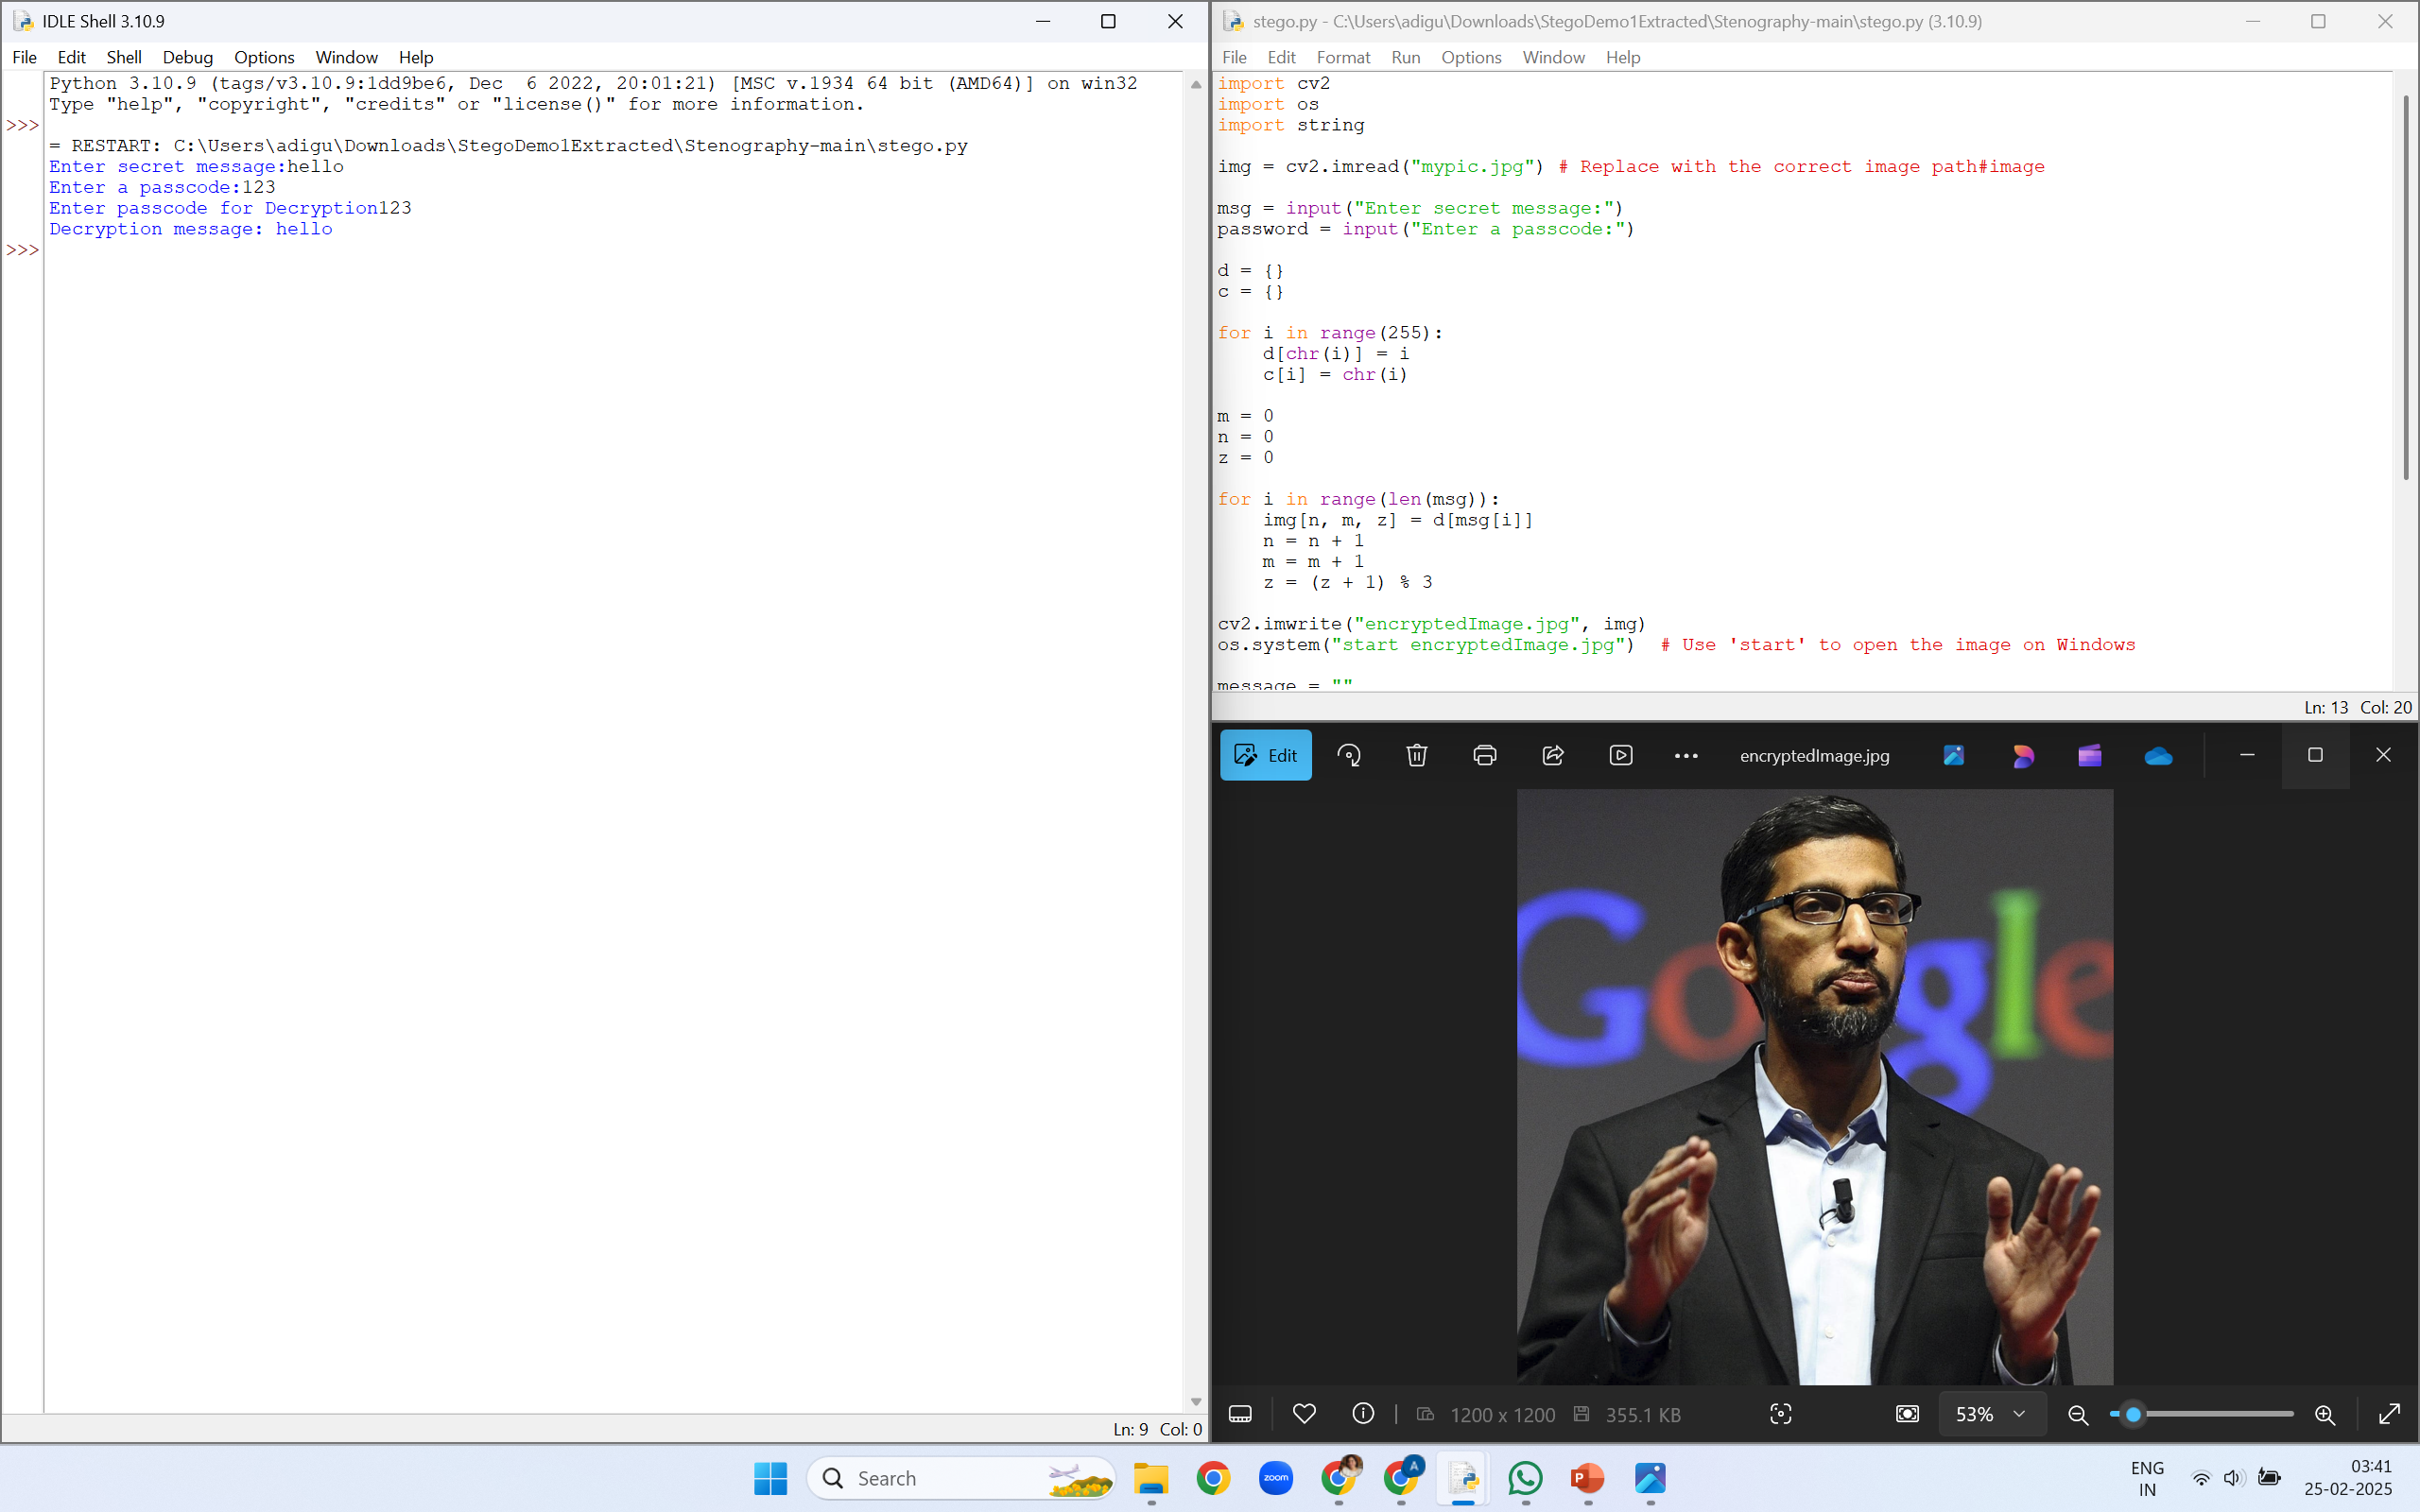 IDLE Shell 3.10.9
File Edit Shell Debug Options Window Help
Python 3.10.9 (tags/v3.10.9:1dd9be6, Dec  6 2022, 20:01:21) [MSC v.1934 64 bit (AMD64)] on win32
Type "help", "copyright", "credits" or "license()" for more information.
>>>
= RESTART: C:\Users\adigu\Downloads\StegoDemo1Extracted\Stenography-main\stego.py
Enter secret message:hello
Enter a passcode:123
Enter passcode for Decryption123
Decryption message: hello
>>>
Ln: 9 Col: 0
stego.py - C:\Users\adigu\Downloads\StegoDemo1Extracted\Stenography-main\stego.py (3.10.9)
File Edit Format Run Options Window Help
import cv2
import os
import string
img = cv2.imread("mypic.jpg") # Replace with the correct image path#image
msg = input("Enter secret message:")
password = input("Enter a passcode:")
d = {}
c = {}
for i in range(255):
    d[chr(i)] = i
    c[i] = chr(i)
m = 0
n = 0
z = 0
for i in range(len(msg)):
    img[n, m, z] = d[msg[i]]
    n = n + 1
    m = m + 1
    z = (z + 1) % 3
cv2.imwrite("encryptedImage.jpg", img)
os.system("start encryptedImage.jpg")  # Use 'start' to open the image on Windows
message = ""
Ln: 13 Col: 20
Edit
encryptedImage.jpg
Google
1200 x 1200
355.1 KB
53%
Search
zoom
A
P
ENG
IN
03:41
25-02-2025